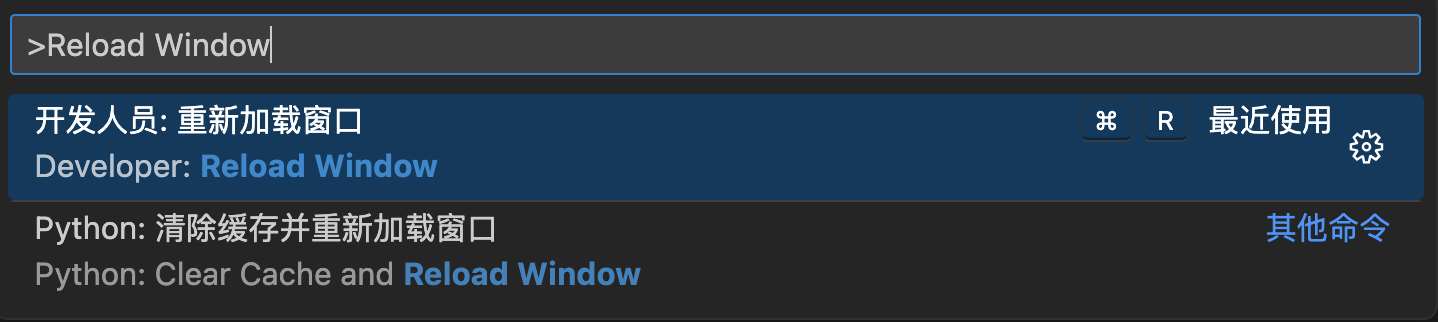 >Reload Window
开发人员: 重新加载窗口 ⌘ R 最近使用
Developer: Reload Window
Python: 清除缓存并重新加载窗口 其他命令
Python: Clear Cache and Reload Window